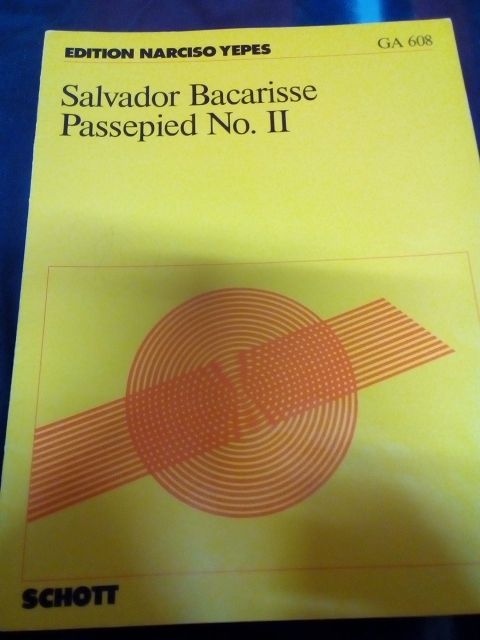 EDITION NARCISO YEPES
GA 608
Salvador Bacarisse
Passepied No. II
SCHOTT